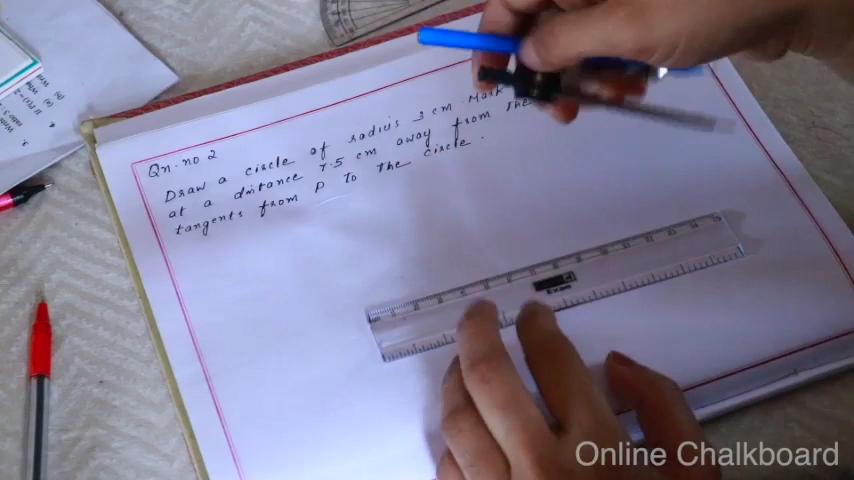 Qn. no 2
Draw a circle of radius 3 cm. Mark
at a distance 7.5 cm away from the
tangents from P to the circle.
Online Chalkboard